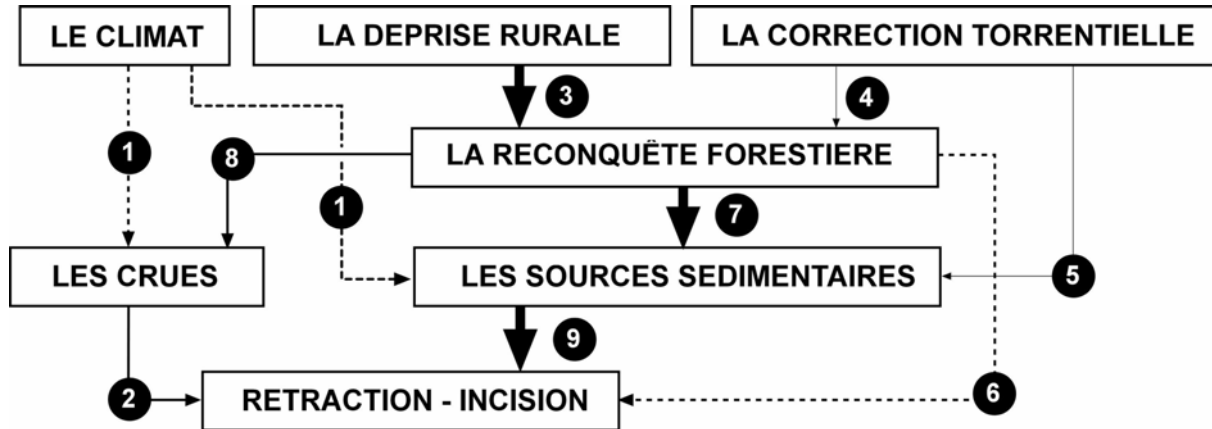 LE CLIMAT
LA DEPRISE RURALE
LA CORRECTION TORRENTIELLE
3
4
1
8
LA RECONQUÊTE FORESTIERE
1
7
LES CRUES
LES SOURCES SEDIMENTAIRES
5
9
2
RETRACTION - INCISION
6